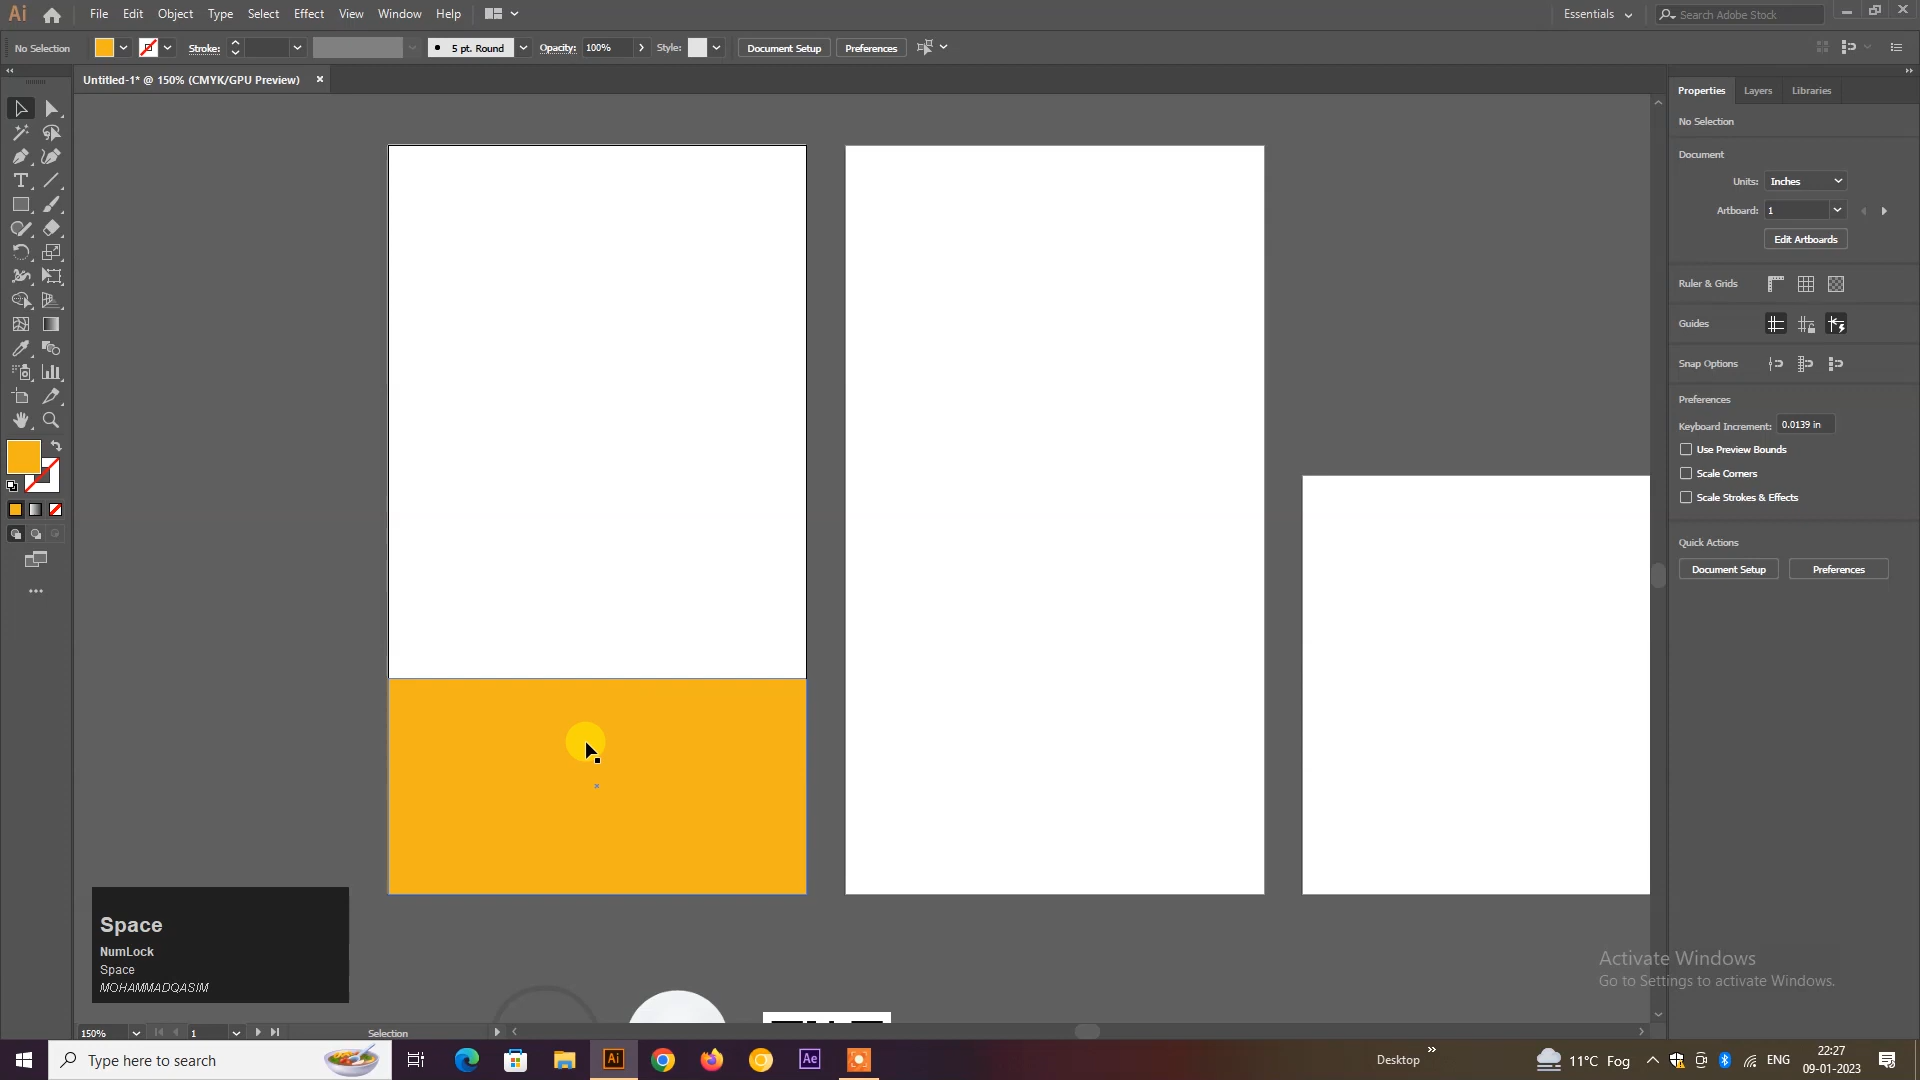 Ai File Edit Object Type Select Effect View Window Help Essentials Search Adobe Stock
No Selection Stroke: 5 pt. Round Opacity: 100% Style: Document Setup Preferences
Untitled-1* @ 150% (CMYK/GPU Preview)
Properties Layers Libraries
No Selection
Document
Units: Inches
Artboard: 1
Edit Artboards
Ruler & Grids
Guides
Snap Options
Preferences
Keyboard Increment: 0.0139 in
Use Preview Bounds
Scale Corners
Scale Strokes & Effects
Quick Actions
Document Setup Preferences
Space
NumLock
Space
MOHAMMADQASIM
Activate Windows
Go to Settings to activate Windows.
150% 1 Selection
Type here to search Ai Ae Desktop 11°C Fog ENG 22:27
09-01-2023